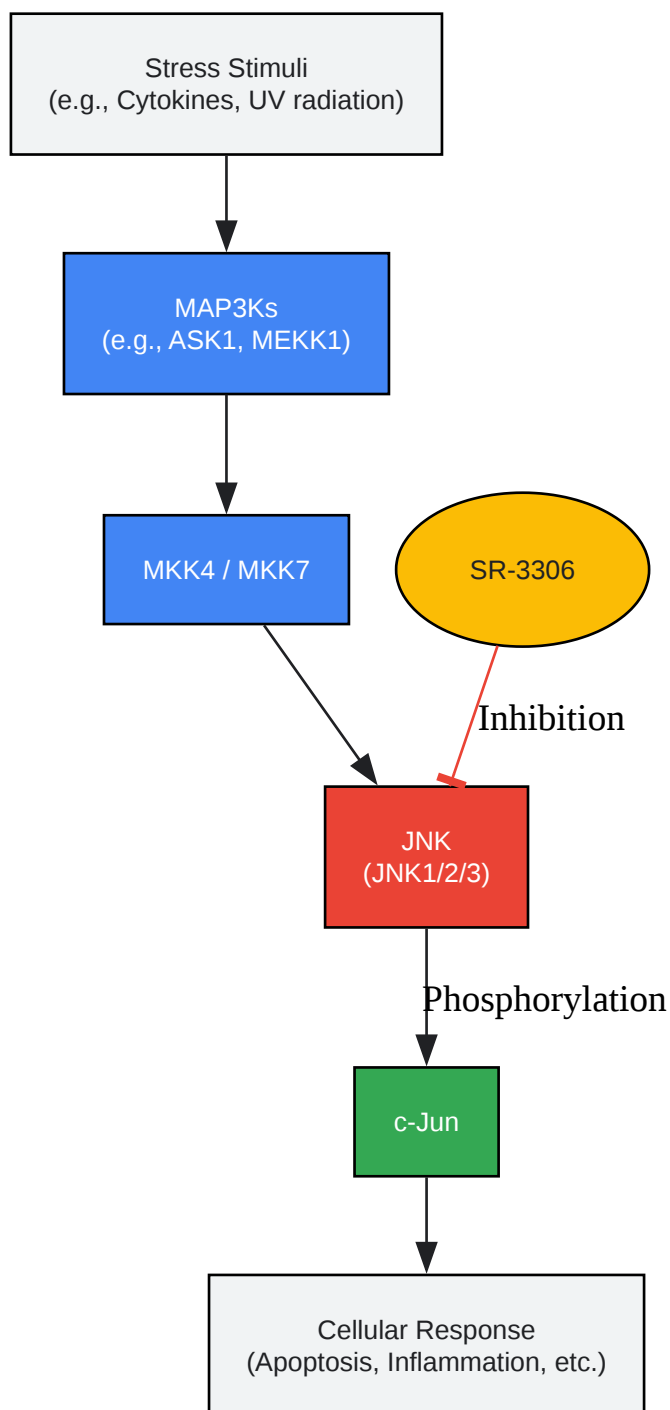 Stress Stimuli
(e.g., Cytokines, UV radiation)
MAP3Ks
(e.g., ASK1, MEKK1)
MKK4 / MKK7
SR-3306
Inhibition
JNK
(JNK1/2/3)
Phosphorylation
c-Jun
Cellular Response
(Apoptosis, Inflammation, etc.)